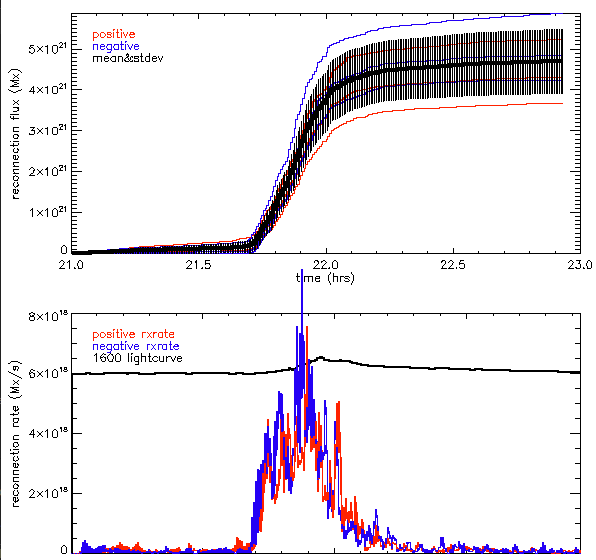 positive
negative
mean&stdev
reconnection flux (Mx)
5×10²¹
4×10²¹
3×10²¹
2×10²¹
1×10²¹
0
21.0 21.5 22.0 22.5 23.0
time (hrs)
positive rxrate
negative rxrate
1600 lightcurve
reconnection rate (Mx/s)
8×10¹⁸
6×10¹⁸
4×10¹⁸
2×10¹⁸
0